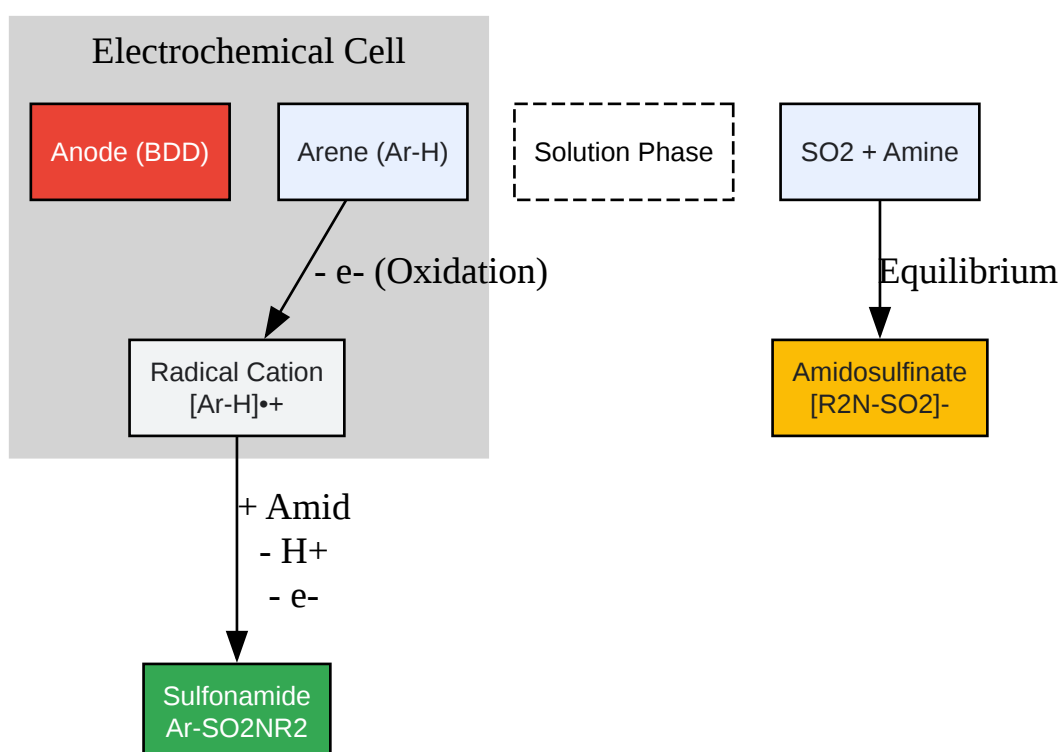 Electrochemical Cell
Anode (BDD)
Arene (Ar-H)
Solution Phase
SO2 + Amine
- e- (Oxidation)
Equilibrium
Radical Cation
[Ar-H]•+
Amidosulfinate
[R2N-SO2]-
+ Amid
- H+
- e-
Sulfonamide
Ar-SO2NR2